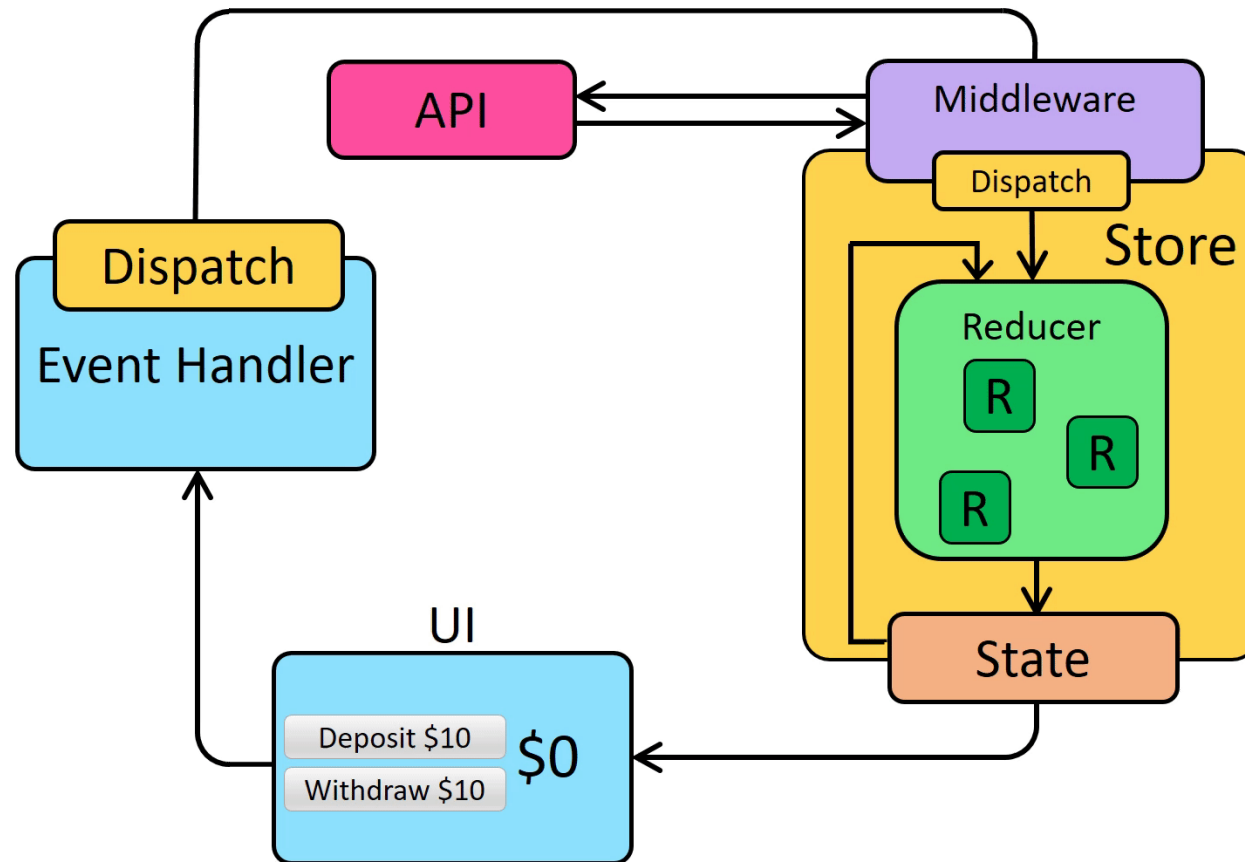 API
Middleware
Dispatch
Store
Dispatch
Event Handler
Reducer
R
R
R
UI
State
Deposit $10
$0
Withdraw $10